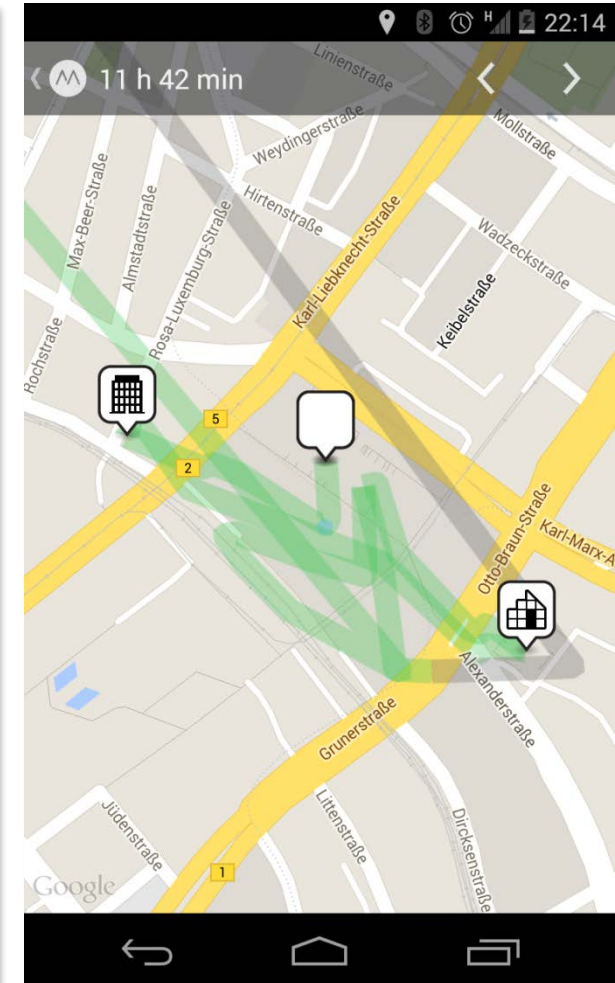 H
22:14
11 h 42 min
Linienstraße
Mollstraße
Weydingerstraße
Max-Beer-Straße
Almstadtstraße
Hirtenstraße
Rosa-Luxemburg-Straße
Karl-Liebknecht-Straße
Wadzeckstraße
Keibelstraße
Rochstraße
5
2
Otto-Braun-Straße
Karl-Marx-A
Alexanderstraße
Grunerstraße
Jüdenstraße
Littenstraße
Dircksenstraße
1
Google